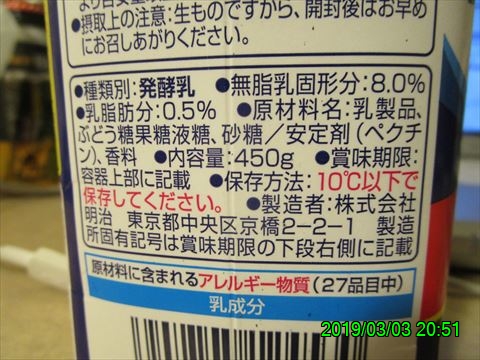 ●摂取上の注意:生ものですから、開封後はお早め
にお召しあがりください。
●種類別:発酵乳 ●無脂乳固形分:8.0%
●乳脂肪分:0.5% ●原材料名:乳製品、
ぶどう糖果糖液糖、砂糖/安定剤(ペクチ
ン)、香料 ●内容量:450g ●賞味期限:
容器上部に記載 ●保存方法:10℃以下で
保存してください。 ●製造者:株式会社
明治 東京都中央区京橋2-2-1 製造
所固有記号は賞味期限の下段右側に記載
原材料に含まれるアレルギー物質(27品目中)
乳成分
2019/03/03 20:51